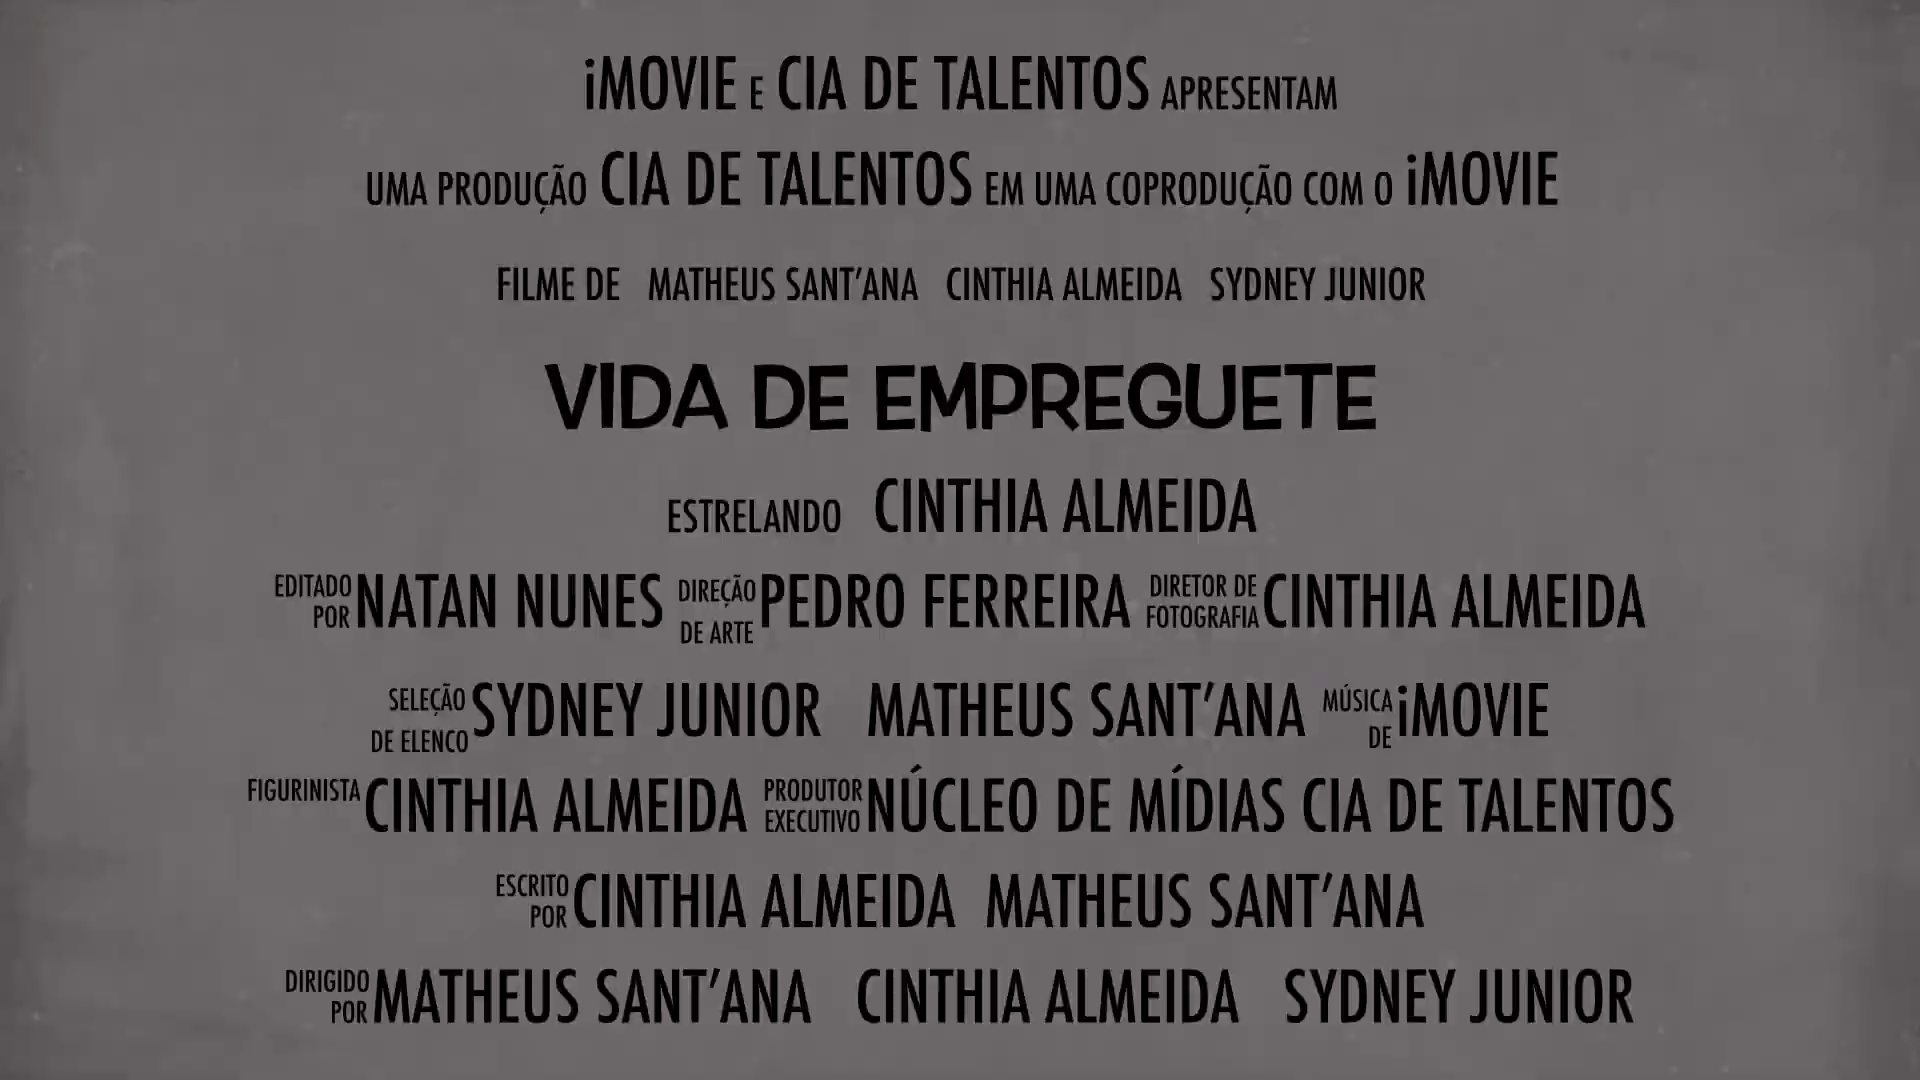 iMOVIE E CIA DE TALENTOS APRESENTAM
UMA PRODUÇÃO CIA DE TALENTOS EM UMA COPRODUÇÃO COM O iMOVIE
FILME DE MATHEUS SANT'ANA CINTHIA ALMEIDA SYDNEY JUNIOR
VIDA DE EMPREGUETE
ESTRELANDO CINTHIA ALMEIDA
EDITADO POR NATAN NUNES DIREÇÃO DE ARTE PEDRO FERREIRA DIRETOR DE FOTOGRAFIA CINTHIA ALMEIDA
SELEÇÃO DE ELENCO SYDNEY JUNIOR MATHEUS SANT'ANA MÚSICA DE iMOVIE
FIGURINISTA CINTHIA ALMEIDA PRODUTOR EXECUTIVO NÚCLEO DE MÍDIAS CIA DE TALENTOS
ESCRITO POR CINTHIA ALMEIDA MATHEUS SANT'ANA
DIRIGIDO POR MATHEUS SANT'ANA CINTHIA ALMEIDA SYDNEY JUNIOR